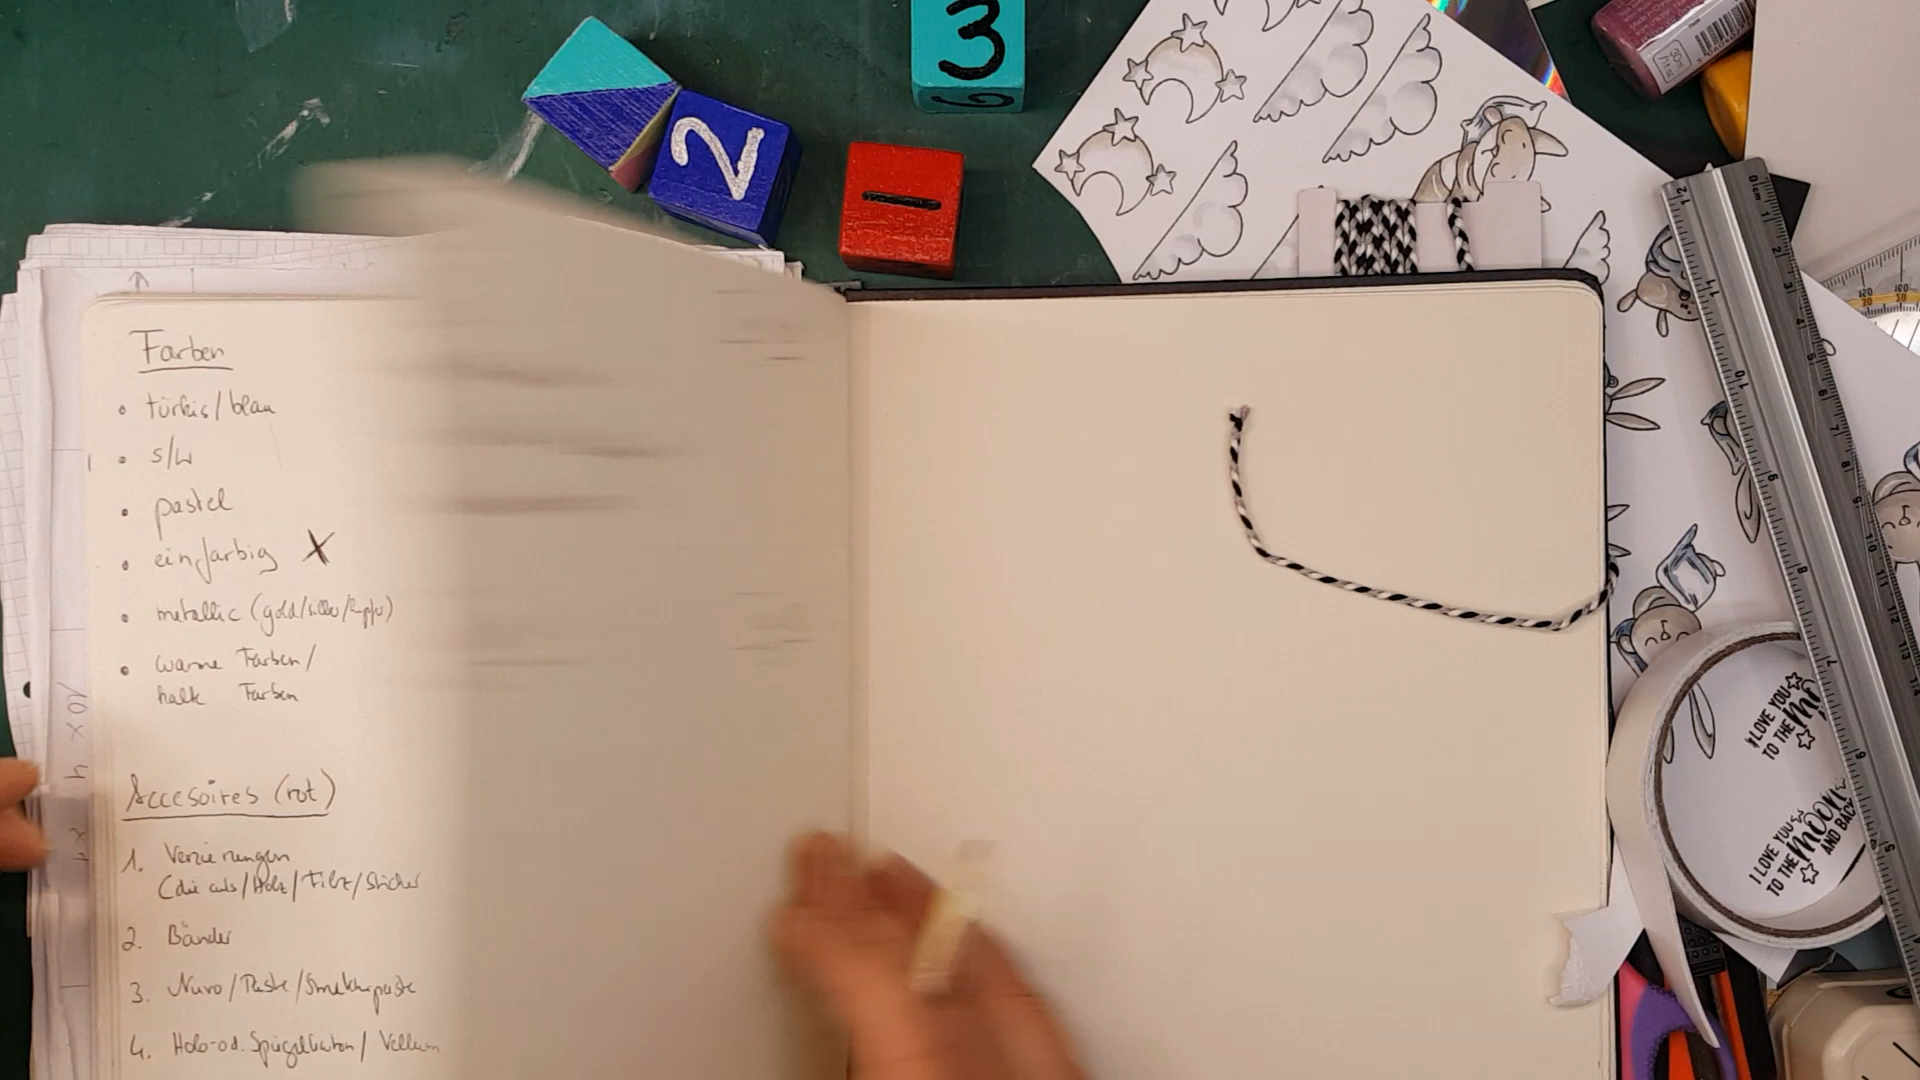 3
2
Farben
türkis/blau
s/w
pastel
einfarbig X
metallic (gold/silber/kupfer)
warme Farben/
kalte Farben
Accesoires (rot)
1. Verzierungen
(die cuts/Holz/Filz/Sticker
2. Bänder
3. Nuvo/Paste/Strukturpaste
4. Holo-od. Spiegelkarton/Vellum
I LOVE YOU
TO THE
I LOVE YOU
TO THE moon
AND BACK